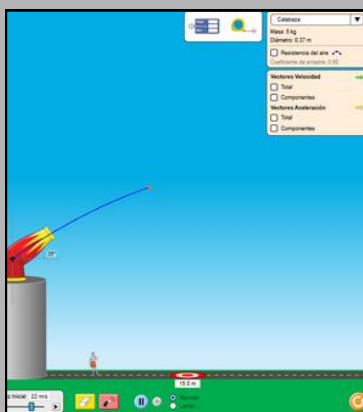 Calabaza
Masa: 5 kg
Diámetro: 0.37 m
Resistencia del aire
Coeficiente de arrastre: 0.60
Vectores Velocidad
Total
Componentes
Vectores Aceleración
Total
Componentes
15.0 m
Inicial 22 m/s
Normal
Lento